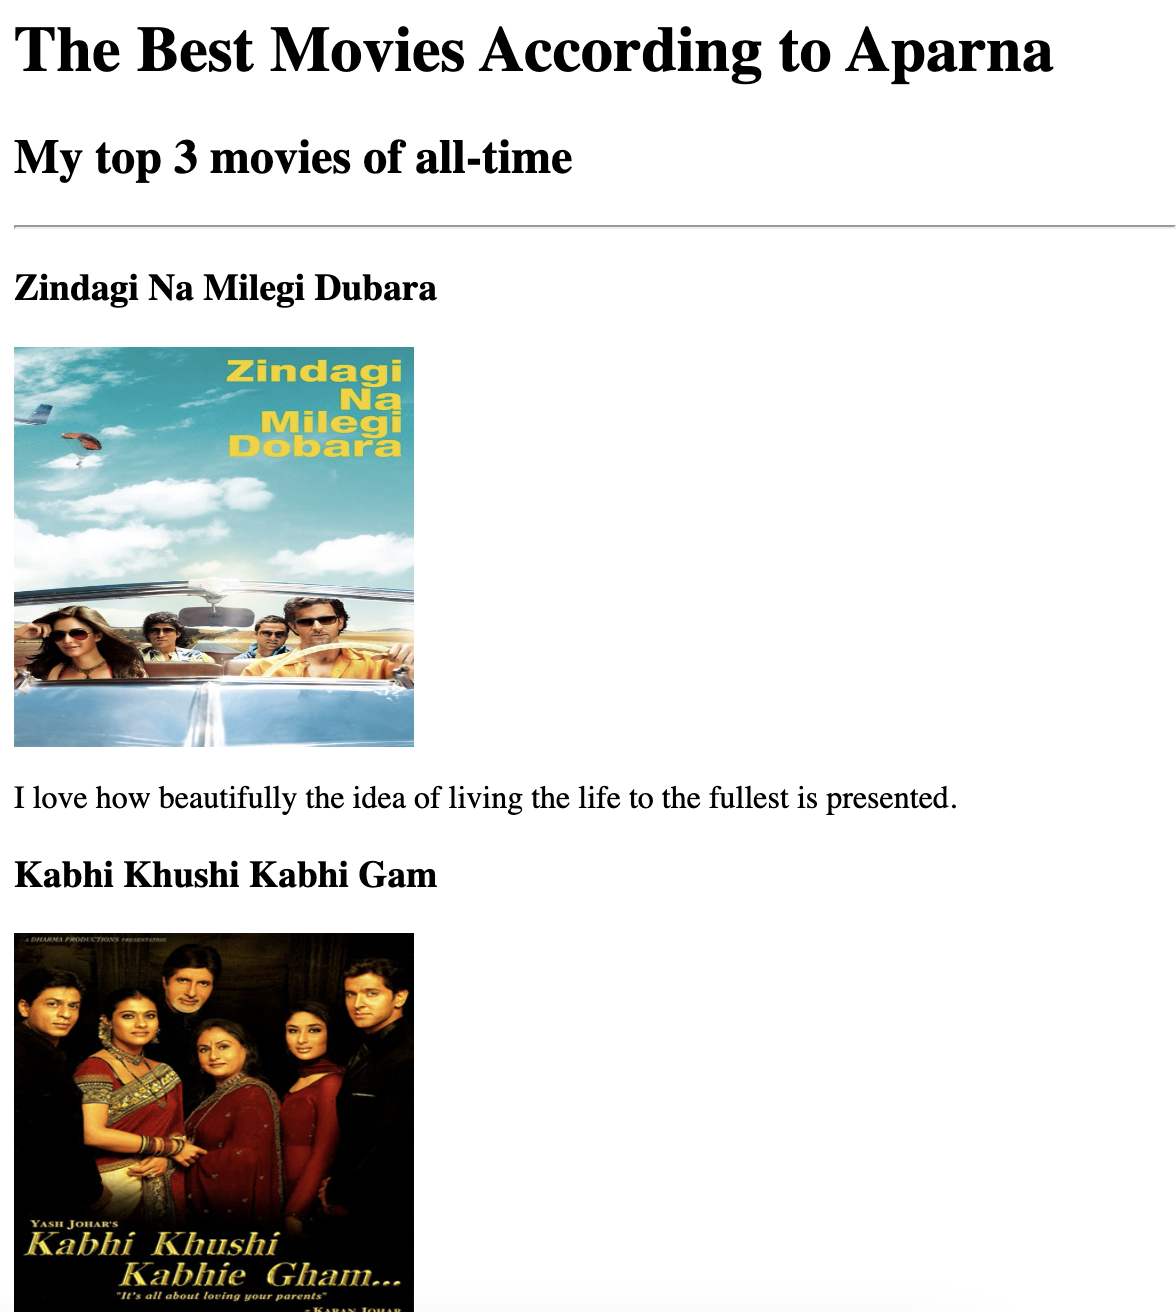 The Best Movies According to Aparna
My top 3 movies of all-time
Zindagi Na Milegi Dubara
Zindagi
Na
Milegi
Dobara
I love how beautifully the idea of living the life to the fullest is presented.
Kabhi Khushi Kabhi Gam
A DHARMA PRODUCTIONS PRESENTATION
YASH JOHAR'S
Kabhi Khushi
Kabhie Gham...
"It's all about loving your parents"
- KARAN JOHAR